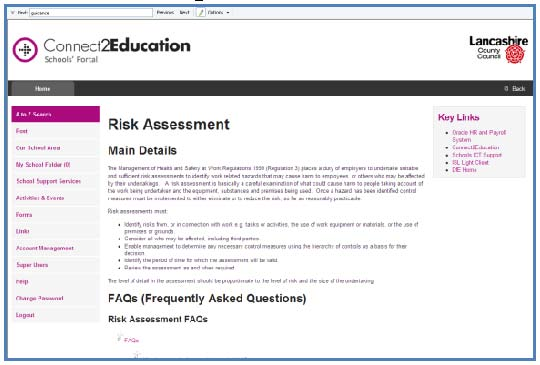 Find: guidance Previous Next Options
Connect2Education
Schools' Portal
Lancashire
County
Council
Home
Back
A to Z Search
Post
Our School Area
My School Folder (0)
School Support Services
Activities & Events
Forms
Links
Account Management
Super Users
Help
Change Password
Logout
Risk Assessment
Main Details
The Management of Health and Safety at Work Regulations 1999 (Regulation 3) places a duty of employers to undertake suitable
and sufficient risk assessments to identify work related hazards that may cause harm to employees, or others who may be affected
by their undertakings. A risk assessment is basically a careful examination of what could cause harm to people taking account of
the work being undertaken and the equipment, substances and premises being used. Once a hazard has been identified control
measures must be implemented to either eliminate or to reduce the risk, so far as reasonably practicable.
Risk assessments must:
Identify risks from, or in connection with work e.g. tasks or activities, the use of work equipment or materials, or the use of
premises or grounds.
Consider all who may be affected, including third parties.
Enable management to determine any necessary control measures using the hierarchy of controls as a basis for their
decision.
Identify the period of time for which the assessment will be valid.
Review the assessment as and when required.
The level of detail in the assessment should be proportionate to the level of risk and the size of the undertaking.
FAQs (Frequently Asked Questions)
Risk Assessment FAQs
FAQs
Key Links
Oracle HR and Payroll
System
Connect2Education
Schools ICT Support
ISL Light Client
DfE Home